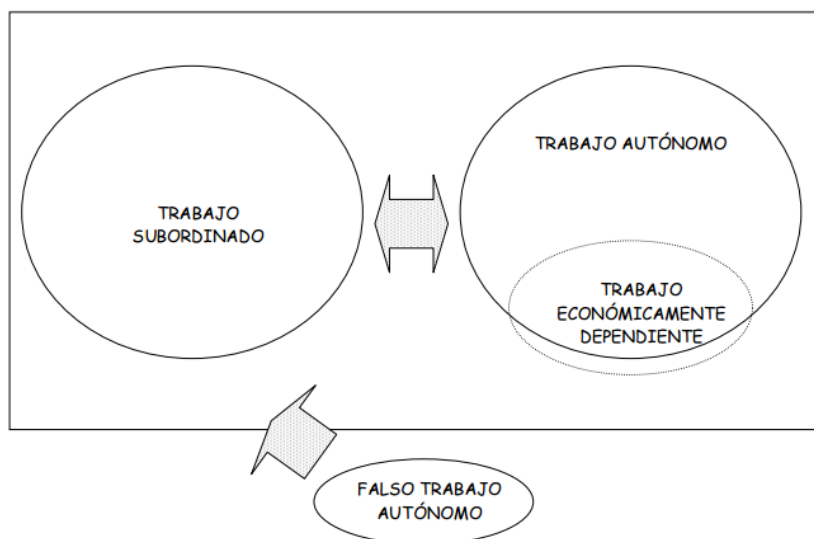 TRABAJO AUTÓNOMO
TRABAJO
SUBORDINADO
TRABAJO
ECONÓMICAMENTE
DEPENDIENTE
FALSO TRABAJO
AUTÓNOMO